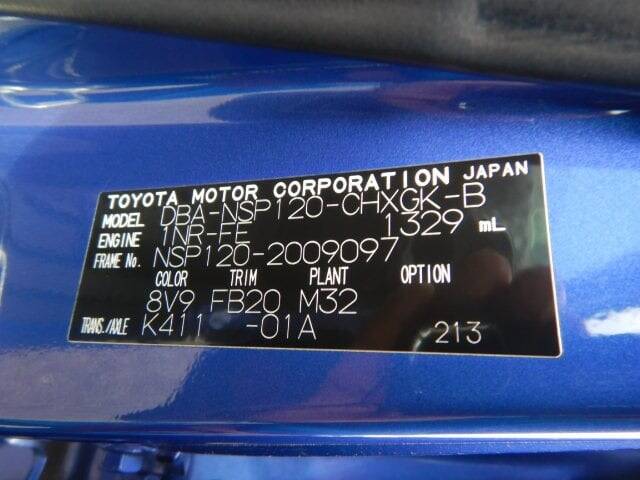 TOYOTA MOTOR CORPORATION JAPAN
MODEL DBA-NSP120-CHXGK-B
ENGINE 1NR-FE 1329 mL
FRAME No. NSP120-2009097
COLOR TRIM PLANT OPTION
8V9 FB20 M32
TRANS./AXLE K411 -01A 213